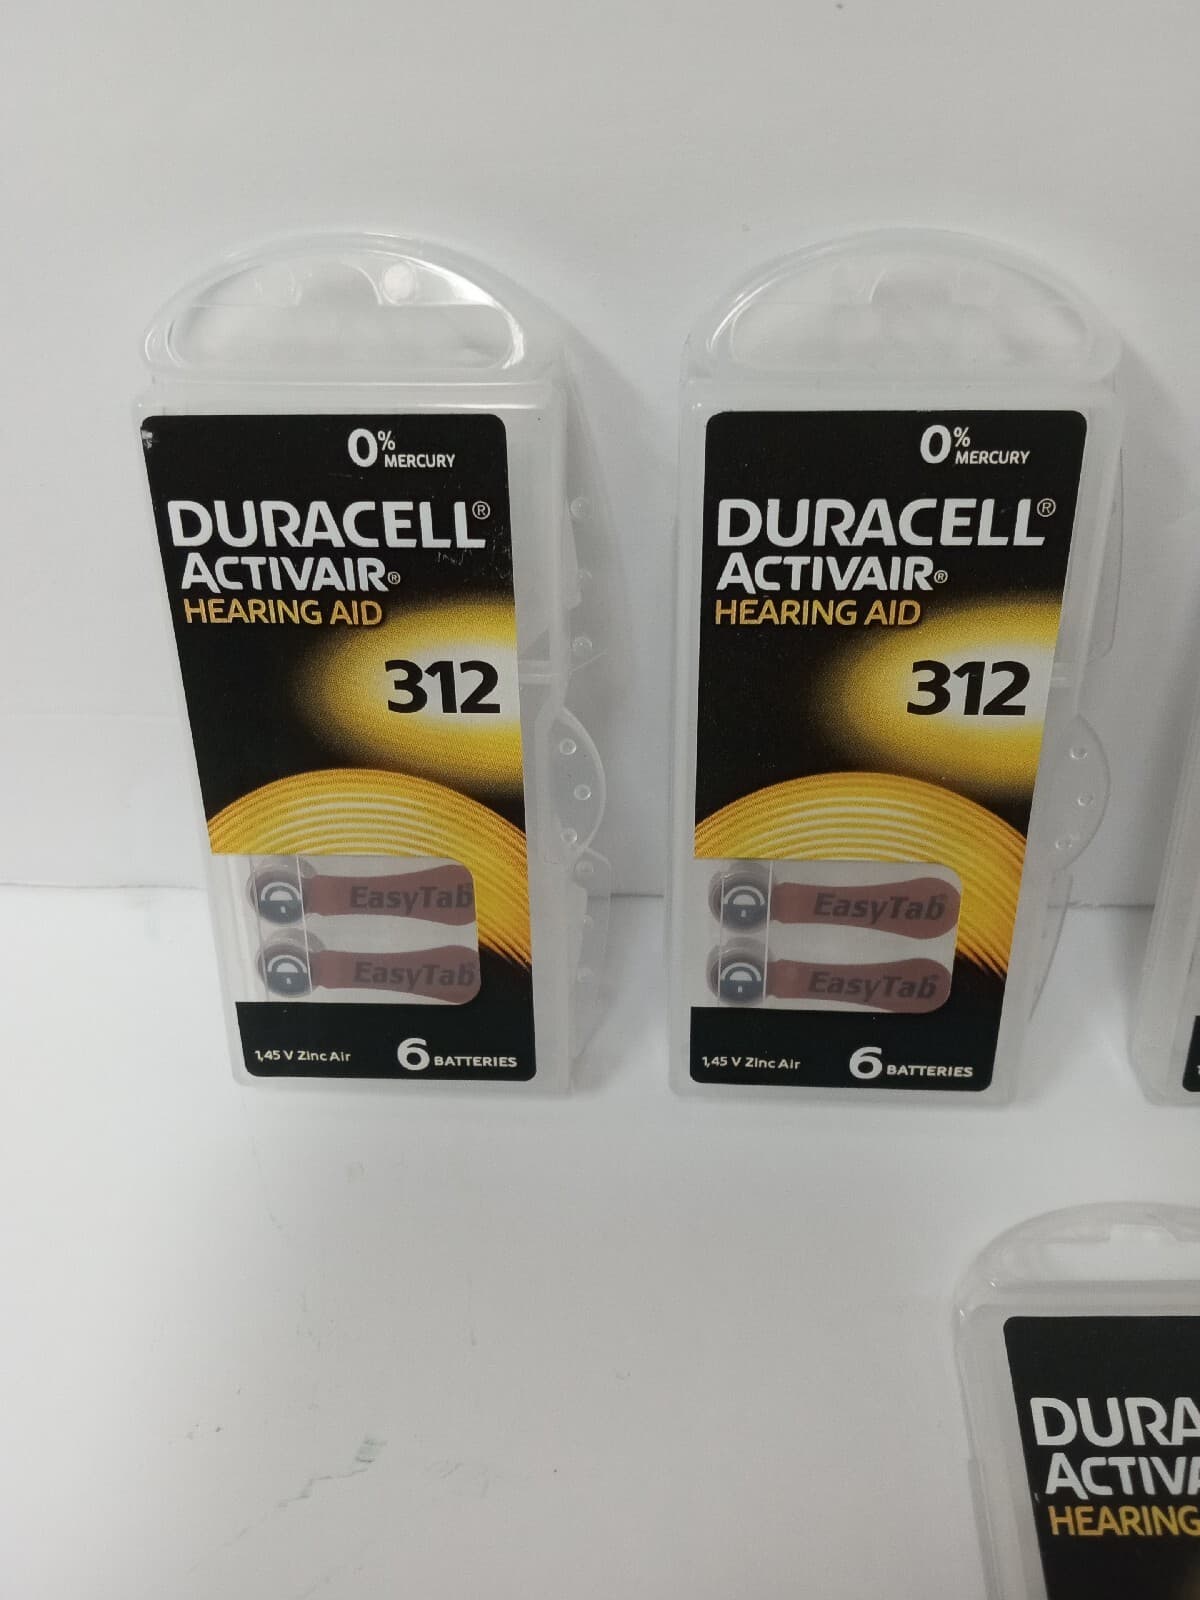 0% MERCURY
DURACELL®
ACTIVAIR®
HEARING AID
312
EasyTab
EasyTab
1,45 V Zinc Air
6 BATTERIES
0% MERCURY
DURACELL®
ACTIVAIR®
HEARING AID
312
EasyTab
EasyTab
1,45 V Zinc Air
6 BATTERIES
DURA
ACTIVA
HEARING